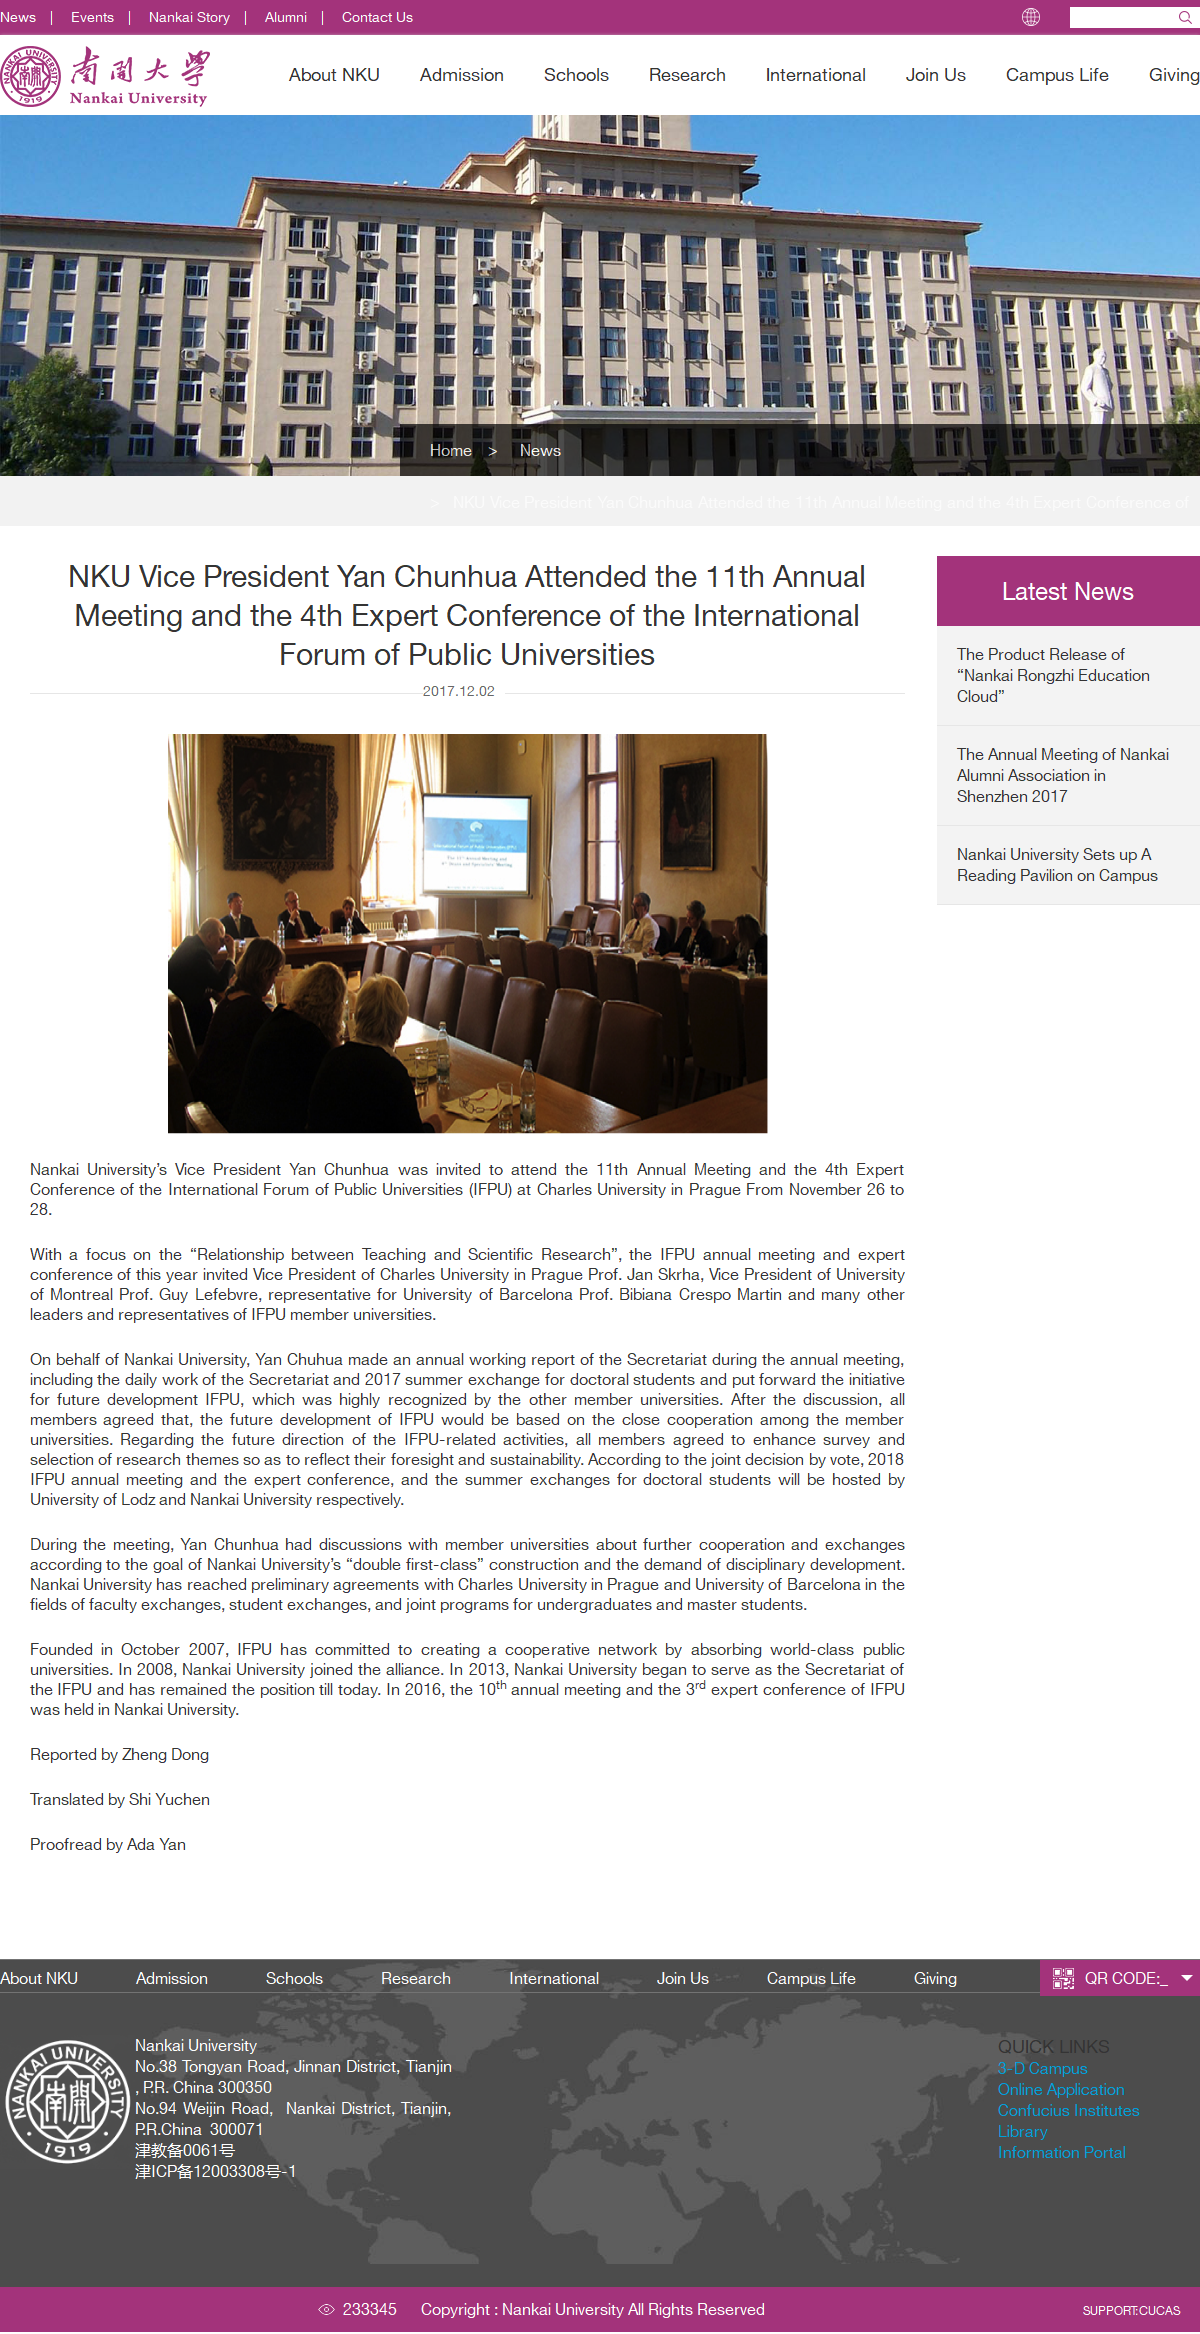 News | Events | Nankai Story | Alumni | Contact Us
NANKAI UNIVERSITY 1919
南開大學
Nankai University
About NKU Admission Schools Research International Join Us Campus Life Giving
Home > News
> NKU Vice President Yan Chunhua Attended the 11th Annual Meeting and the 4th Expert Conference of
NKU Vice President Yan Chunhua Attended the 11th Annual
Meeting and the 4th Expert Conference of the International
Forum of Public Universities
2017.12.02
International Forum of Public Universities (IFPU)
The 11th Annual Meeting and
Nankai University’s Vice President Yan Chunhua was invited to attend the 11th Annual Meeting and the 4th Expert
Conference of the International Forum of Public Universities (IFPU) at Charles University in Prague From November 26 to
28.
With a focus on the “Relationship between Teaching and Scientific Research”, the IFPU annual meeting and expert
conference of this year invited Vice President of Charles University in Prague Prof. Jan Skrha, Vice President of University
of Montreal Prof. Guy Lefebvre, representative for University of Barcelona Prof. Bibiana Crespo Martin and many other
leaders and representatives of IFPU member universities.
On behalf of Nankai University, Yan Chuhua made an annual working report of the Secretariat during the annual meeting,
including the daily work of the Secretariat and 2017 summer exchange for doctoral students and put forward the initiative
for future development IFPU, which was highly recognized by the other member universities. After the discussion, all
members agreed that, the future development of IFPU would be based on the close cooperation among the member
universities. Regarding the future direction of the IFPU-related activities, all members agreed to enhance survey and
selection of research themes so as to reflect their foresight and sustainability. According to the joint decision by vote, 2018
IFPU annual meeting and the expert conference, and the summer exchanges for doctoral students will be hosted by
University of Lodz and Nankai University respectively.
During the meeting, Yan Chunhua had discussions with member universities about further cooperation and exchanges
according to the goal of Nankai University’s “double first-class” construction and the demand of disciplinary development.
Nankai University has reached preliminary agreements with Charles University in Prague and University of Barcelona in the
fields of faculty exchanges, student exchanges, and joint programs for undergraduates and master students.
Founded in October 2007, IFPU has committed to creating a cooperative network by absorbing world-class public
universities. In 2008, Nankai University joined the alliance. In 2013, Nankai University began to serve as the Secretariat of
the IFPU and has remained the position till today. In 2016, the 10th annual meeting and the 3rd expert conference of IFPU
was held in Nankai University.
Reported by Zheng Dong
Translated by Shi Yuchen
Proofread by Ada Yan
Latest News
The Product Release of
“Nankai Rongzhi Education
Cloud”
The Annual Meeting of Nankai
Alumni Association in
Shenzhen 2017
Nankai University Sets up A
Reading Pavilion on Campus
About NKU Admission Schools Research International Join Us Campus Life Giving QR CODE:_
NANKAI UNIVERSITY 1919
Nankai University
No.38 Tongyan Road, Jinnan District, Tianjin
, P.R. China 300350
No.94 Weijin Road, Nankai District, Tianjin,
P.R.China 300071
津教备0061号
津ICP备12003308号-1
QUICK LINKS
3-D Campus
Online Application
Confucius Institutes
Library
Information Portal
233345 Copyright : Nankai University All Rights Reserved
SUPPORT:CUCAS